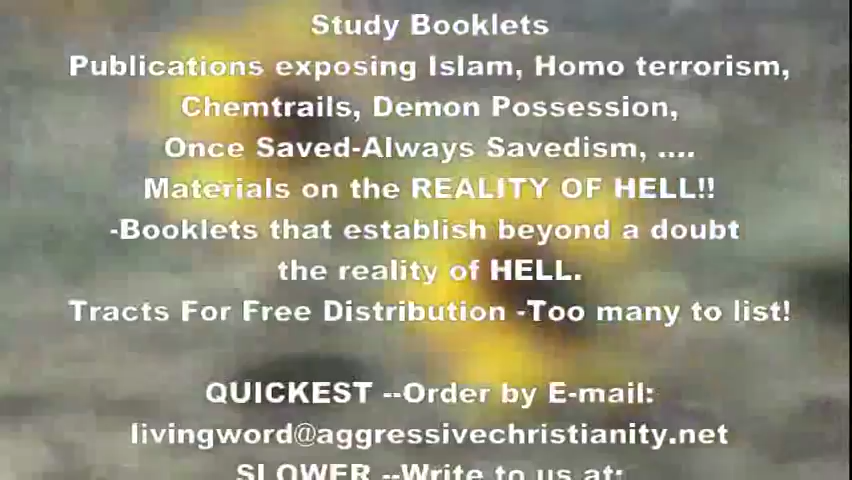 Study Booklets
Publications exposing Islam, Homo terrorism,
Chemtrails, Demon Possession,
Once Saved-Always Savedism, ....
Materials on the REALITY OF HELL!!
-Booklets that establish beyond a doubt
the reality of HELL.
Tracts For Free Distribution -Too many to list!
QUICKEST --Order by E-mail:
livingword@aggressivechristianity.net
SLOWER --Write to us at: